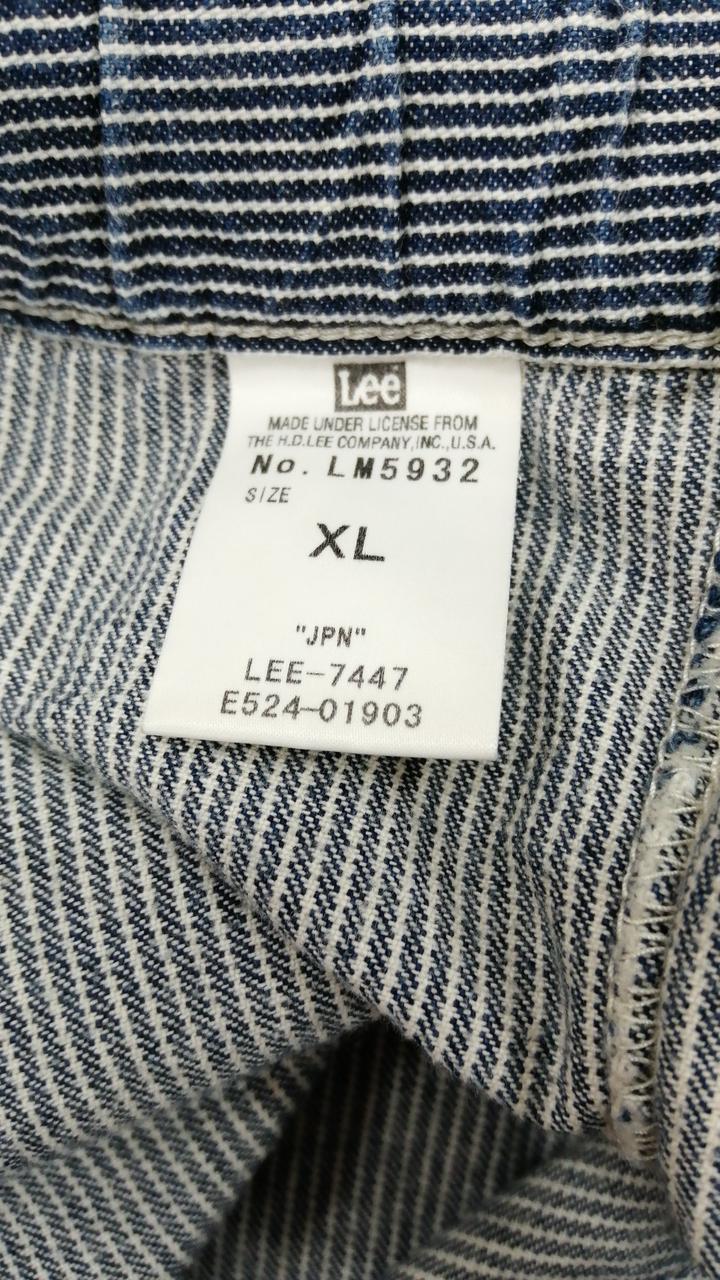 Lee
MADE UNDER LICENSE FROM
THE H.D.LEE COMPANY,INC.,U.S.A.
No. LM5932
SIZE
XL
"JPN"
LEE-7447
E524-01903